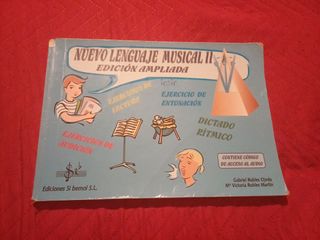 NUEVO LENGUAJE MUSICAL II
EDICIÓN AMPLIADA
EJERCICIOS DE
LECTURA
EJERCICIO DE
ENTONACIÓN
DICTADO
RÍTMICO
EJERCICIOS DE
AUDICIÓN
CONTIENE CÓDIGO
DE ACCESO AL AUDIO
Gabriel Robles Ojeda
Mª Victoria Robles Martín
Ediciones Si bemol S.L.